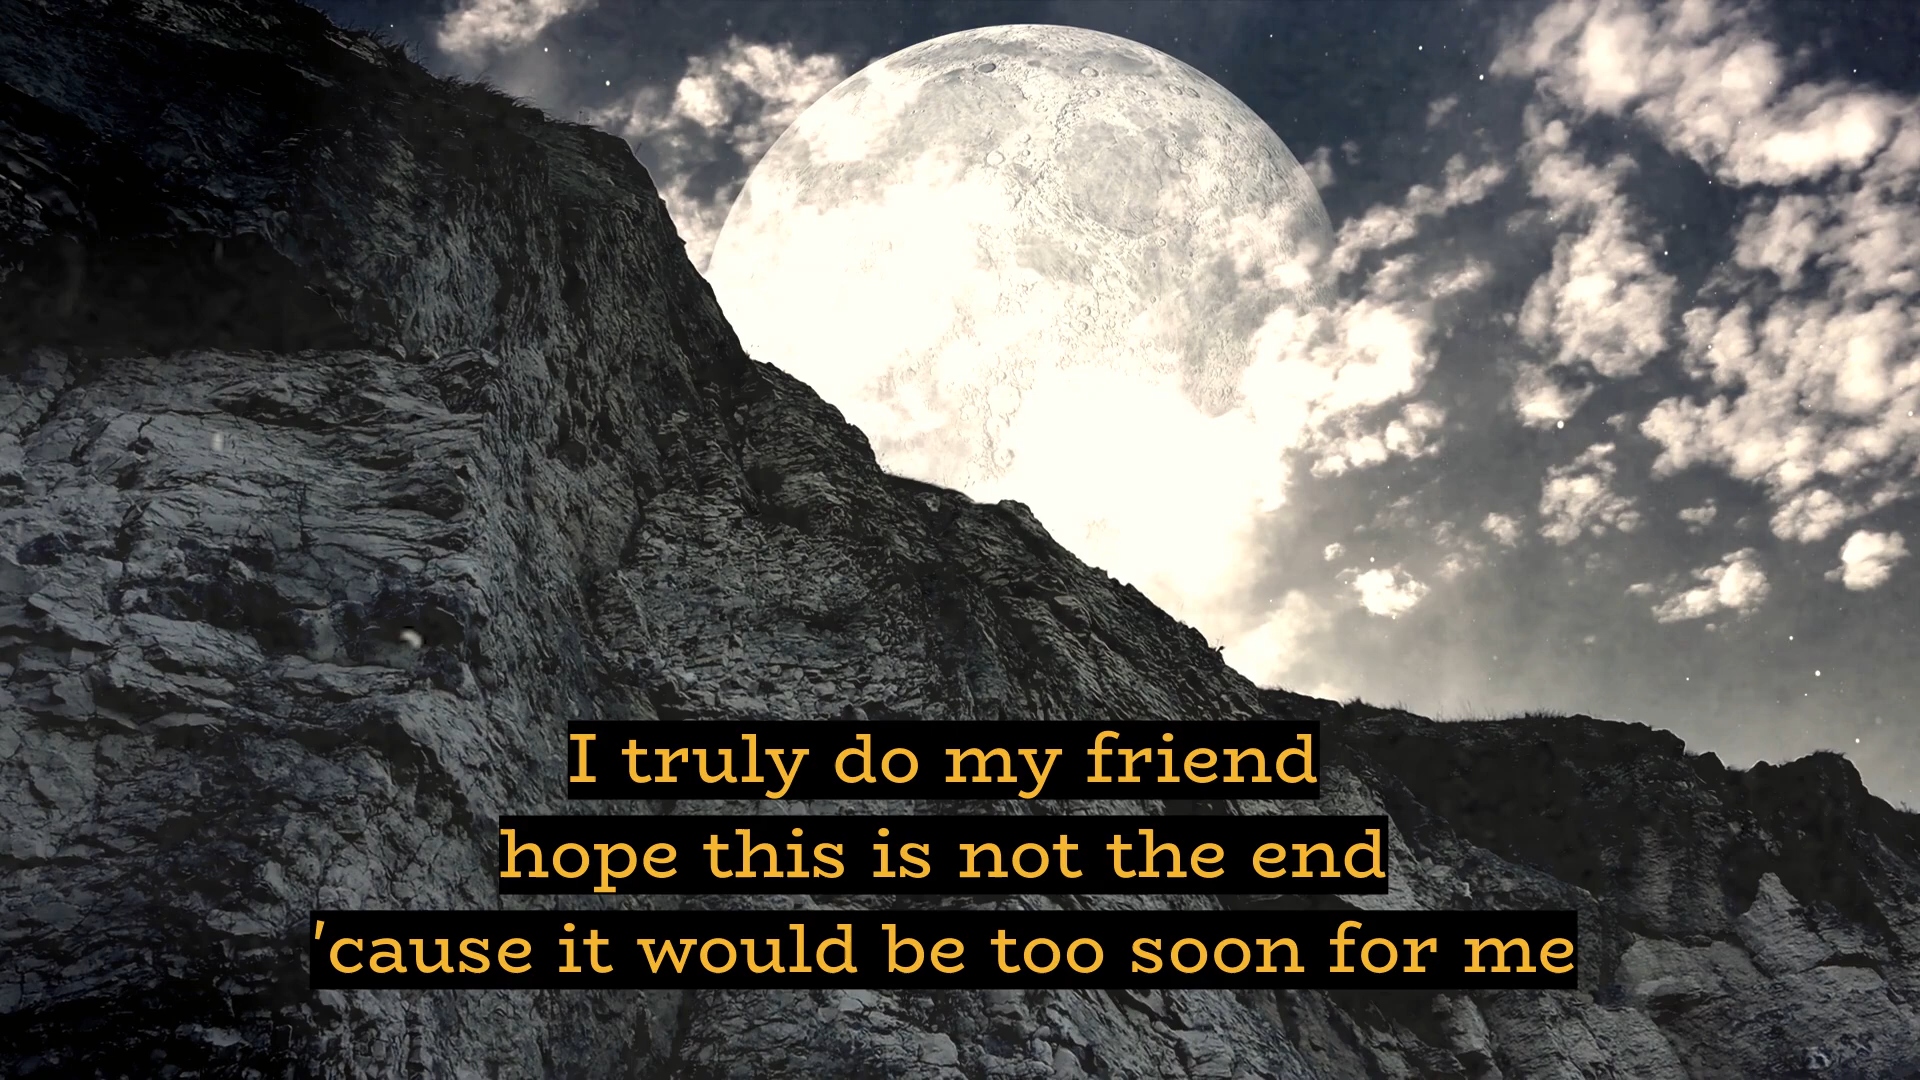 I truly do my friend
hope this is not the end
'cause it would be too soon for me